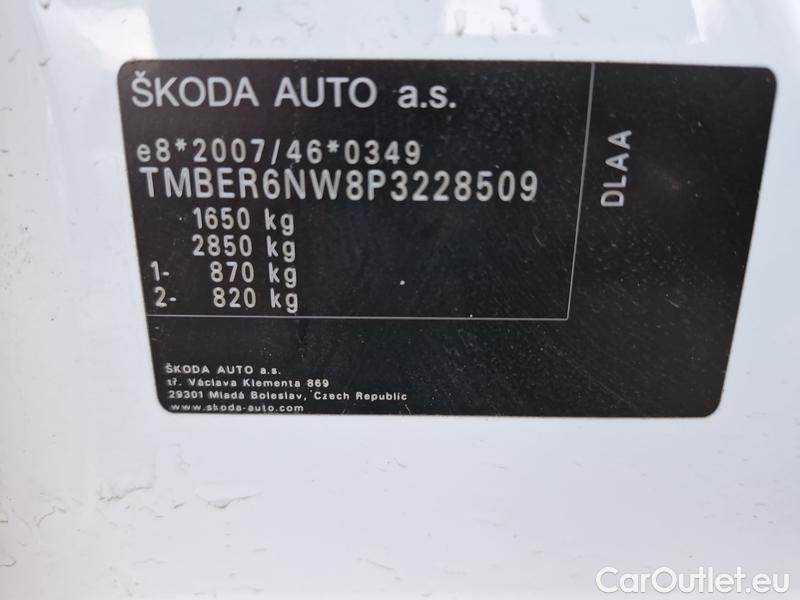 ŠKODA AUTO a.s.
e8*2007/46*0349
TMBER6NW8P3228509
1650 kg
2850 kg
1- 870 kg
2- 820 kg
DLAA
ŠKODA AUTO a.s.
tř. Václava Klementa 869
29301 Mladá Boleslav, Czech Republic
www.skoda-auto.com
CarOutlet.eu